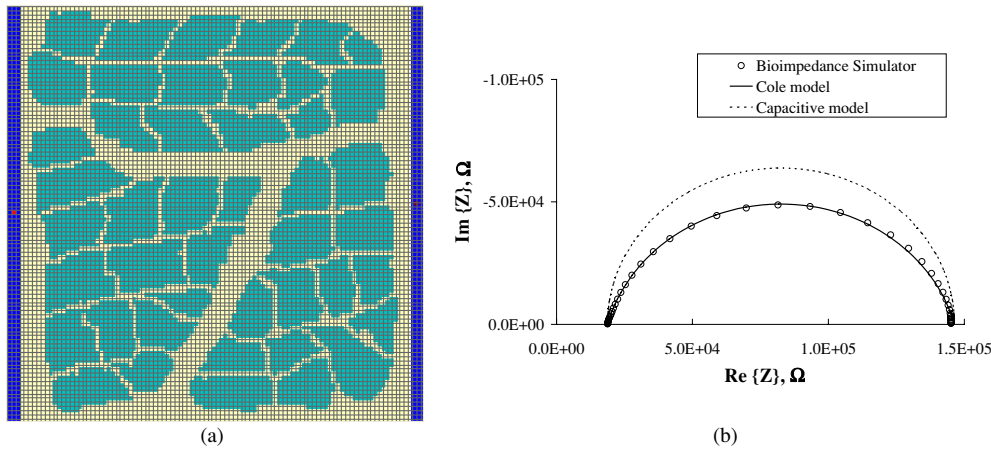 Bioimpedance Simulator
Cole model
Capacitive model
-1.0E+05
-5.0E+04
0.0E+00
Im {Z}, Ω
0.0E+00
5.0E+04
1.0E+05
1.5E+05
Re {Z}, Ω
(a)
(b)